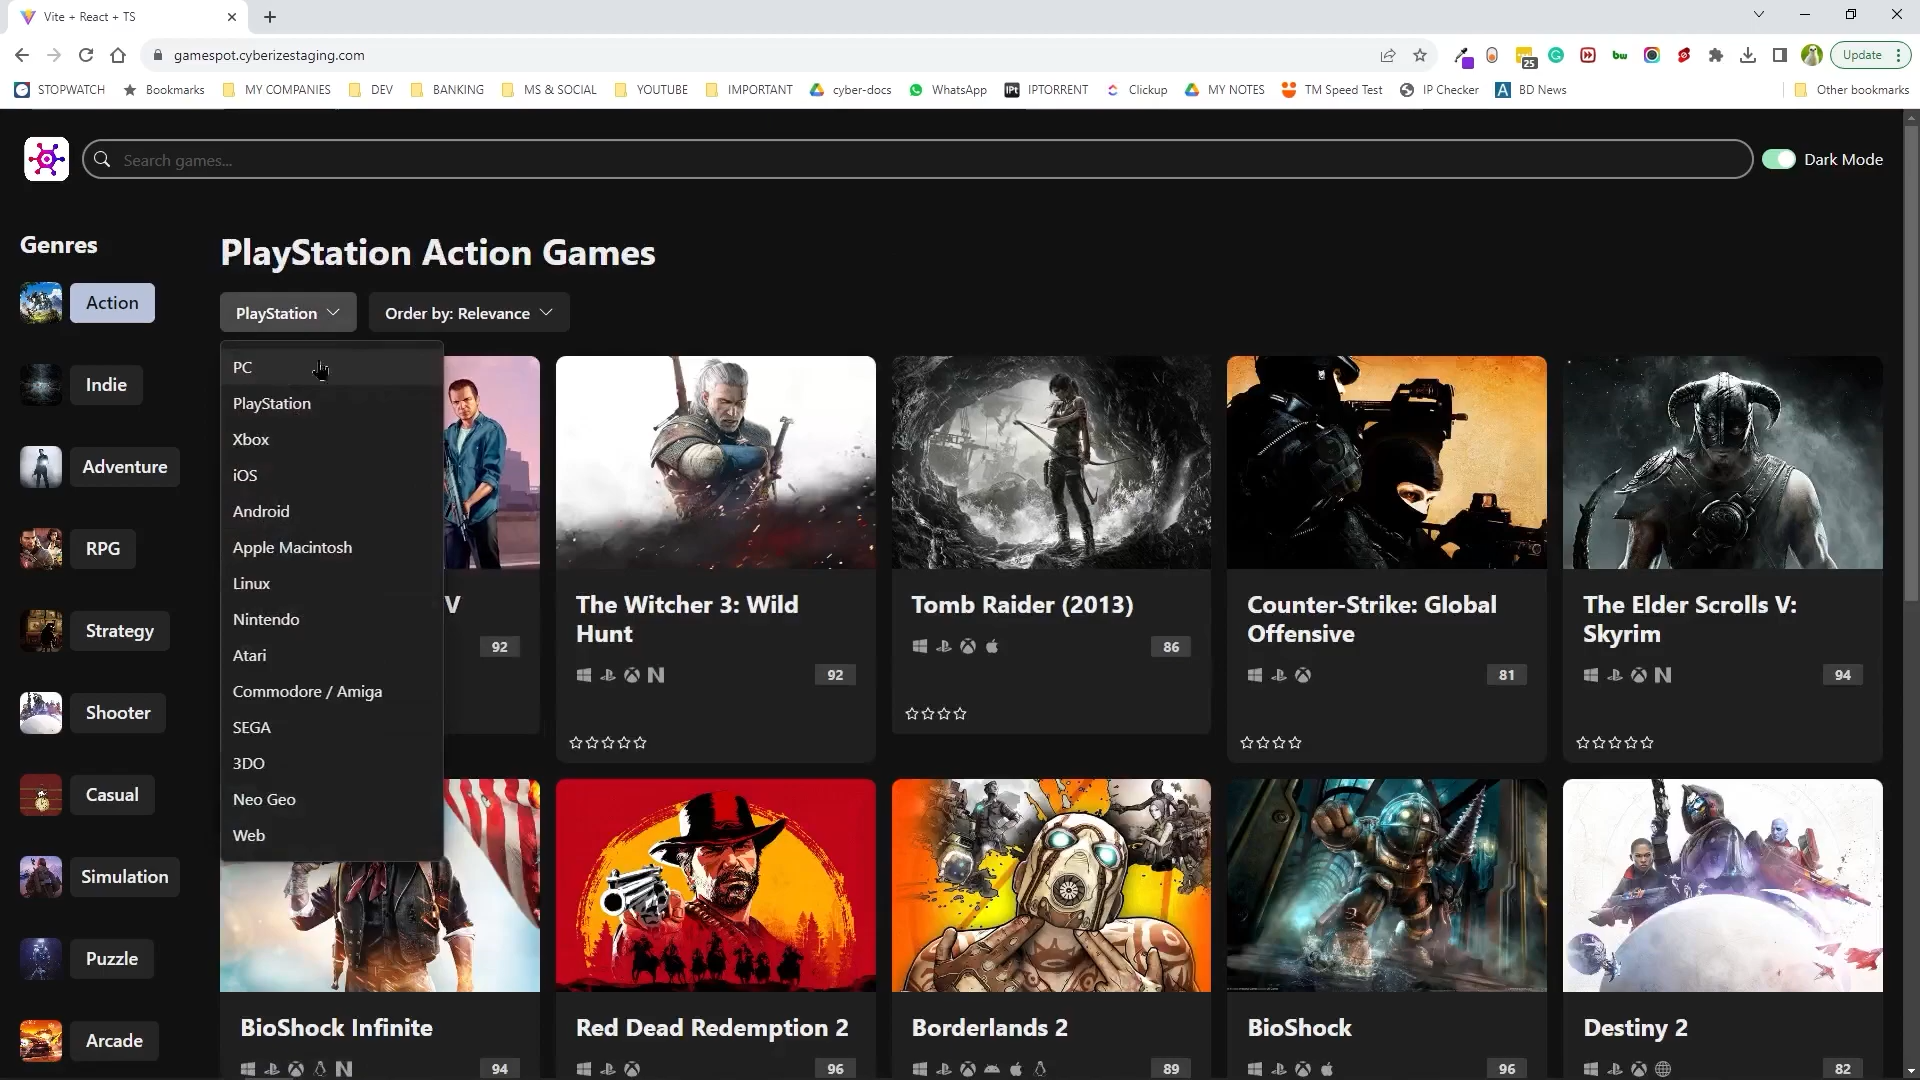 Vite + React + TS
gamespot.cyberizestaging.com
25
bw
Update
STOPWATCH
Bookmarks
MY COMPANIES
DEV
BANKING
MS & SOCIAL
YOUTUBE
IMPORTANT
cyber-docs
WhatsApp
IPt
IPTORRENT
Clickup
MY NOTES
TM Speed Test
IP Checker
A
BD News
Other bookmarks
Search games...
Dark Mode
Genres
Action
Indie
Adventure
RPG
Strategy
Shooter
Casual
Simulation
Puzzle
Arcade
PlayStation Action Games
PlayStation
Order by: Relevance
PC
PlayStation
Xbox
iOS
Android
Apple Macintosh
Linux
Nintendo
Atari
Commodore / Amiga
SEGA
3DO
Neo Geo
Web
V
92
The Witcher 3: Wild
Hunt
92
Tomb Raider (2013)
86
Counter-Strike: Global
Offensive
81
The Elder Scrolls V:
Skyrim
94
BioShock Infinite
94
Red Dead Redemption 2
96
Borderlands 2
89
BioShock
96
Destiny 2
82